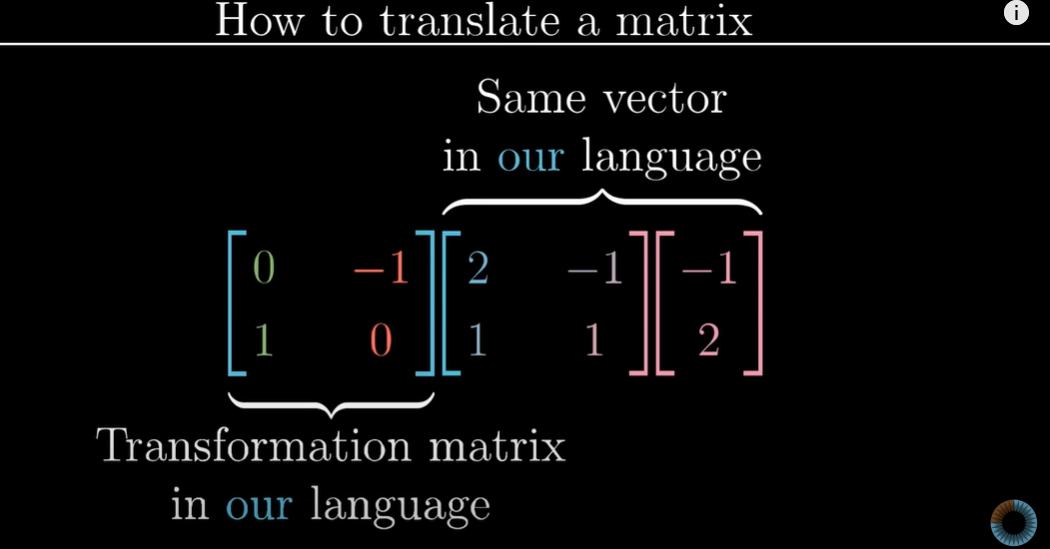 How to translate a matrix
i
Same vector
in our language
0 −1 2 −1 −1
1 0 1 1 2
Transformation matrix
in our language